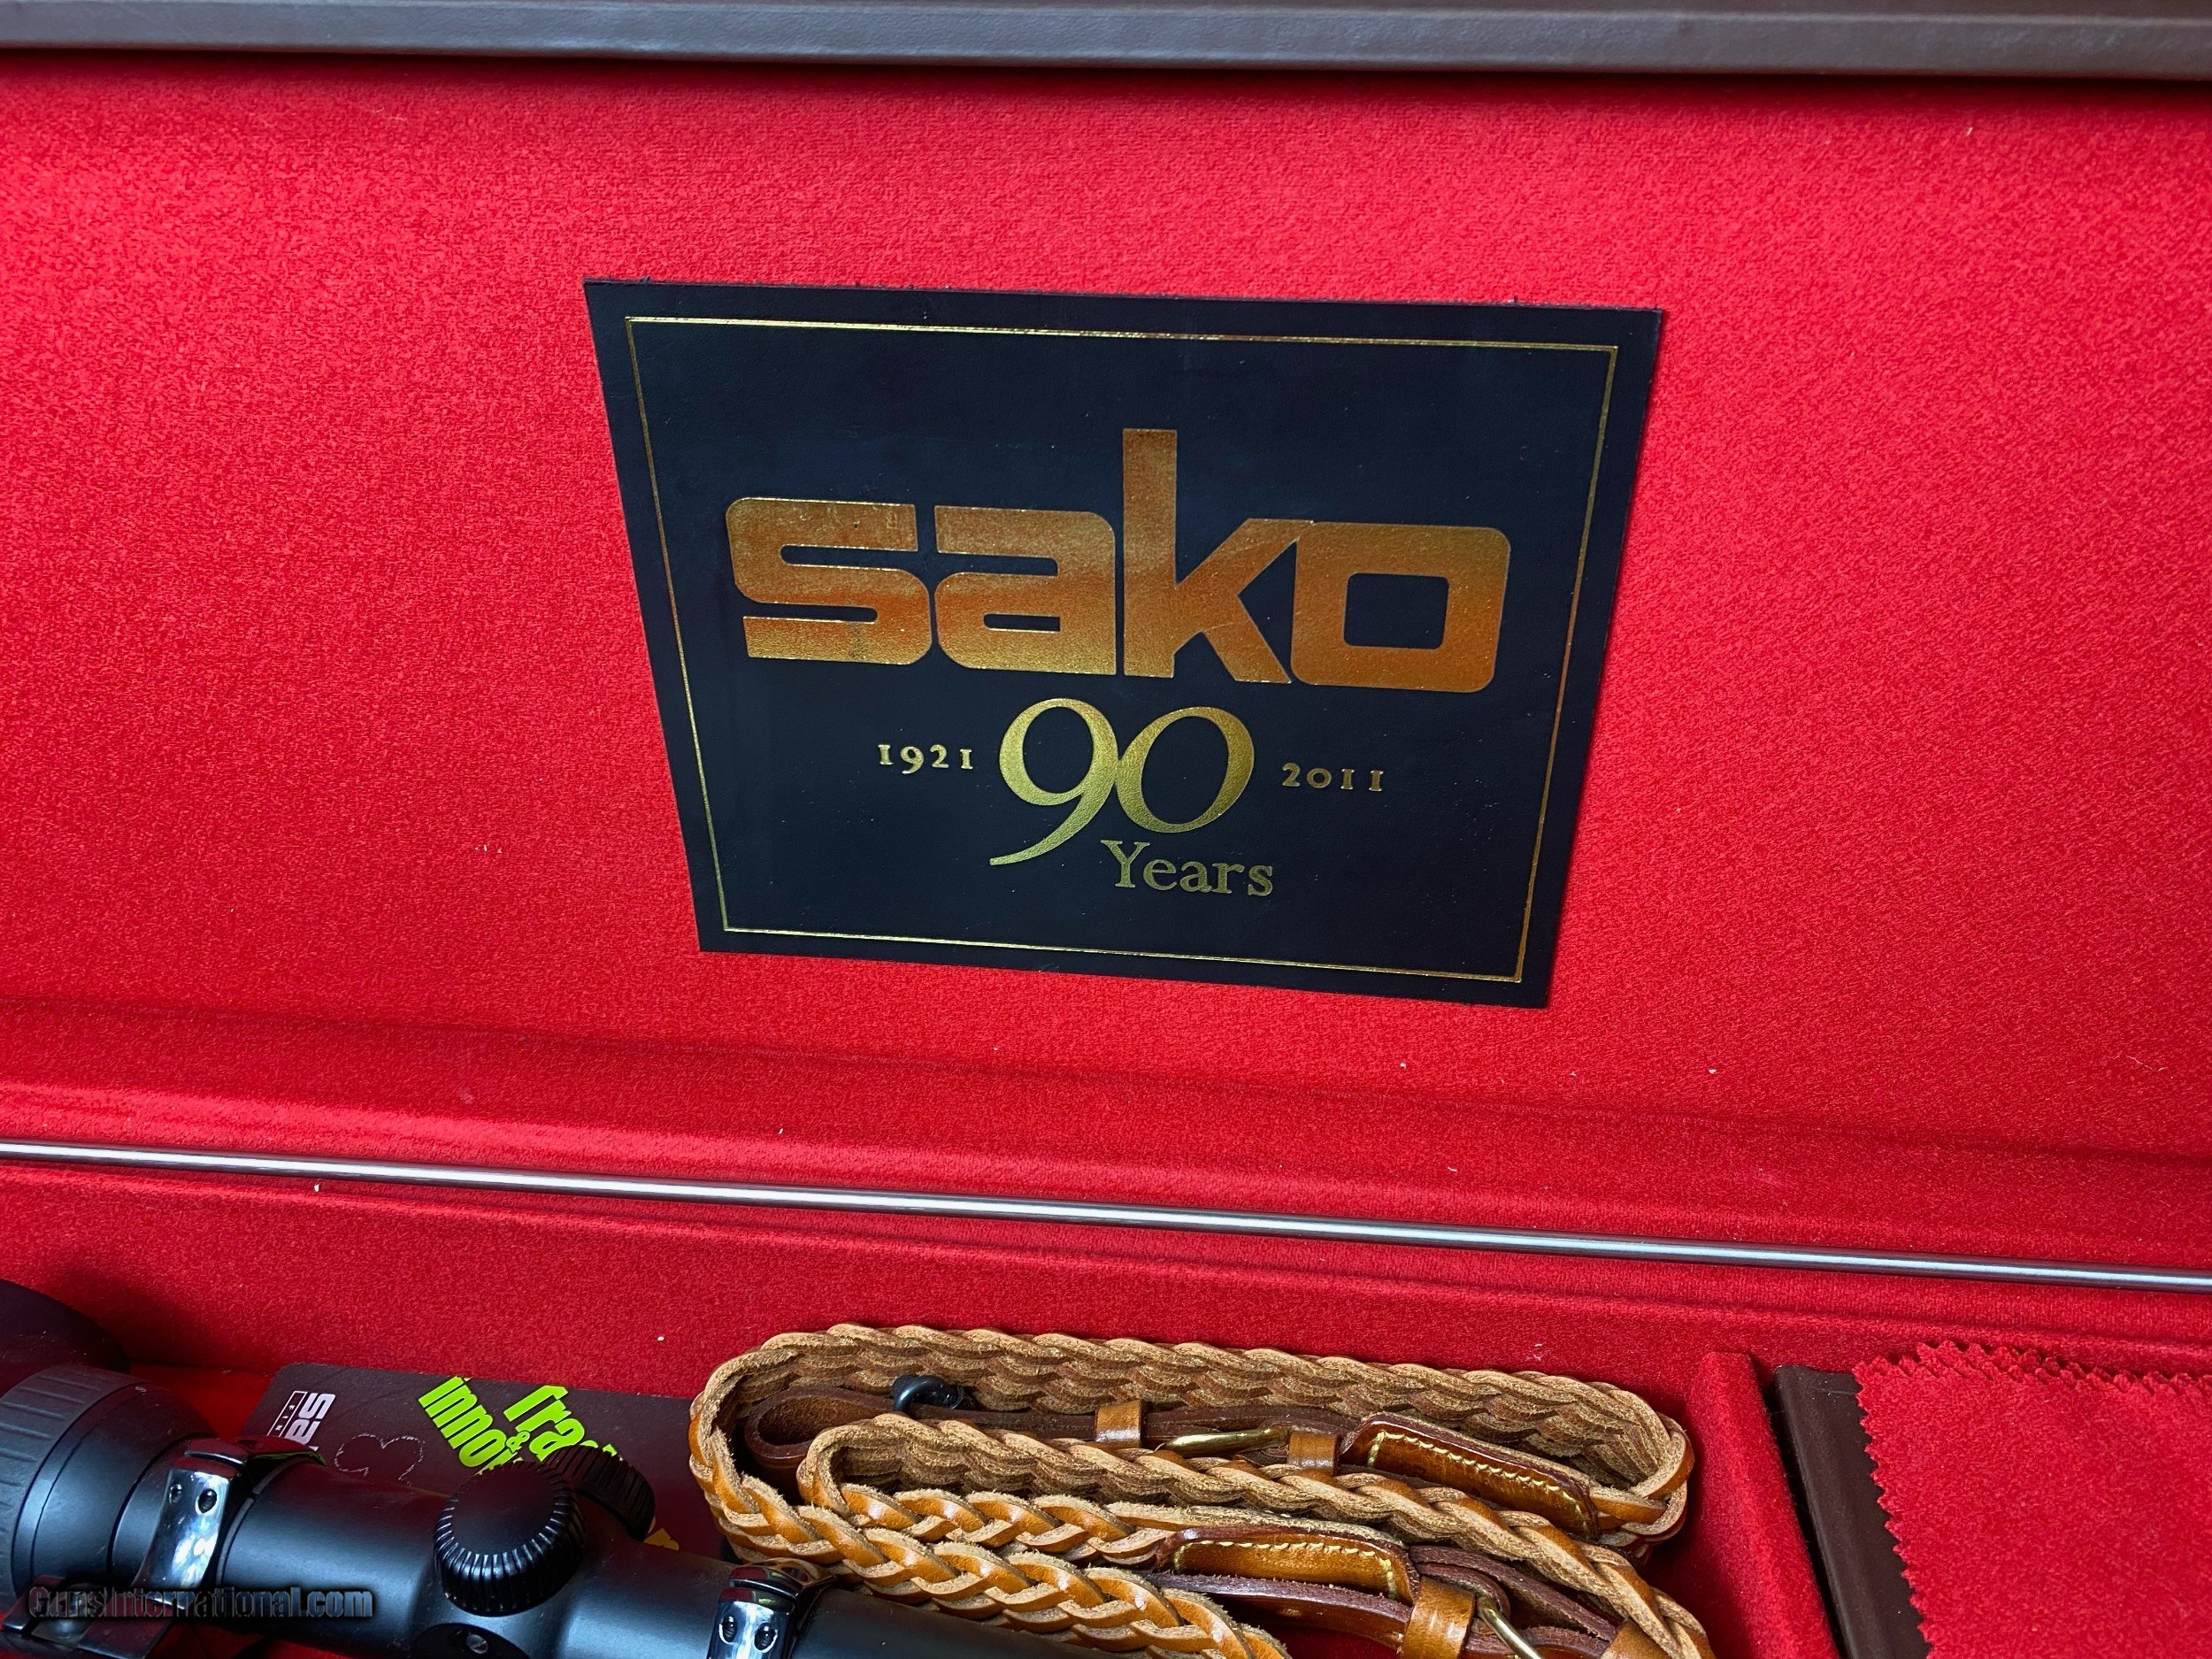 sako
1921 90 2011
Years
&
GunsInternational.com